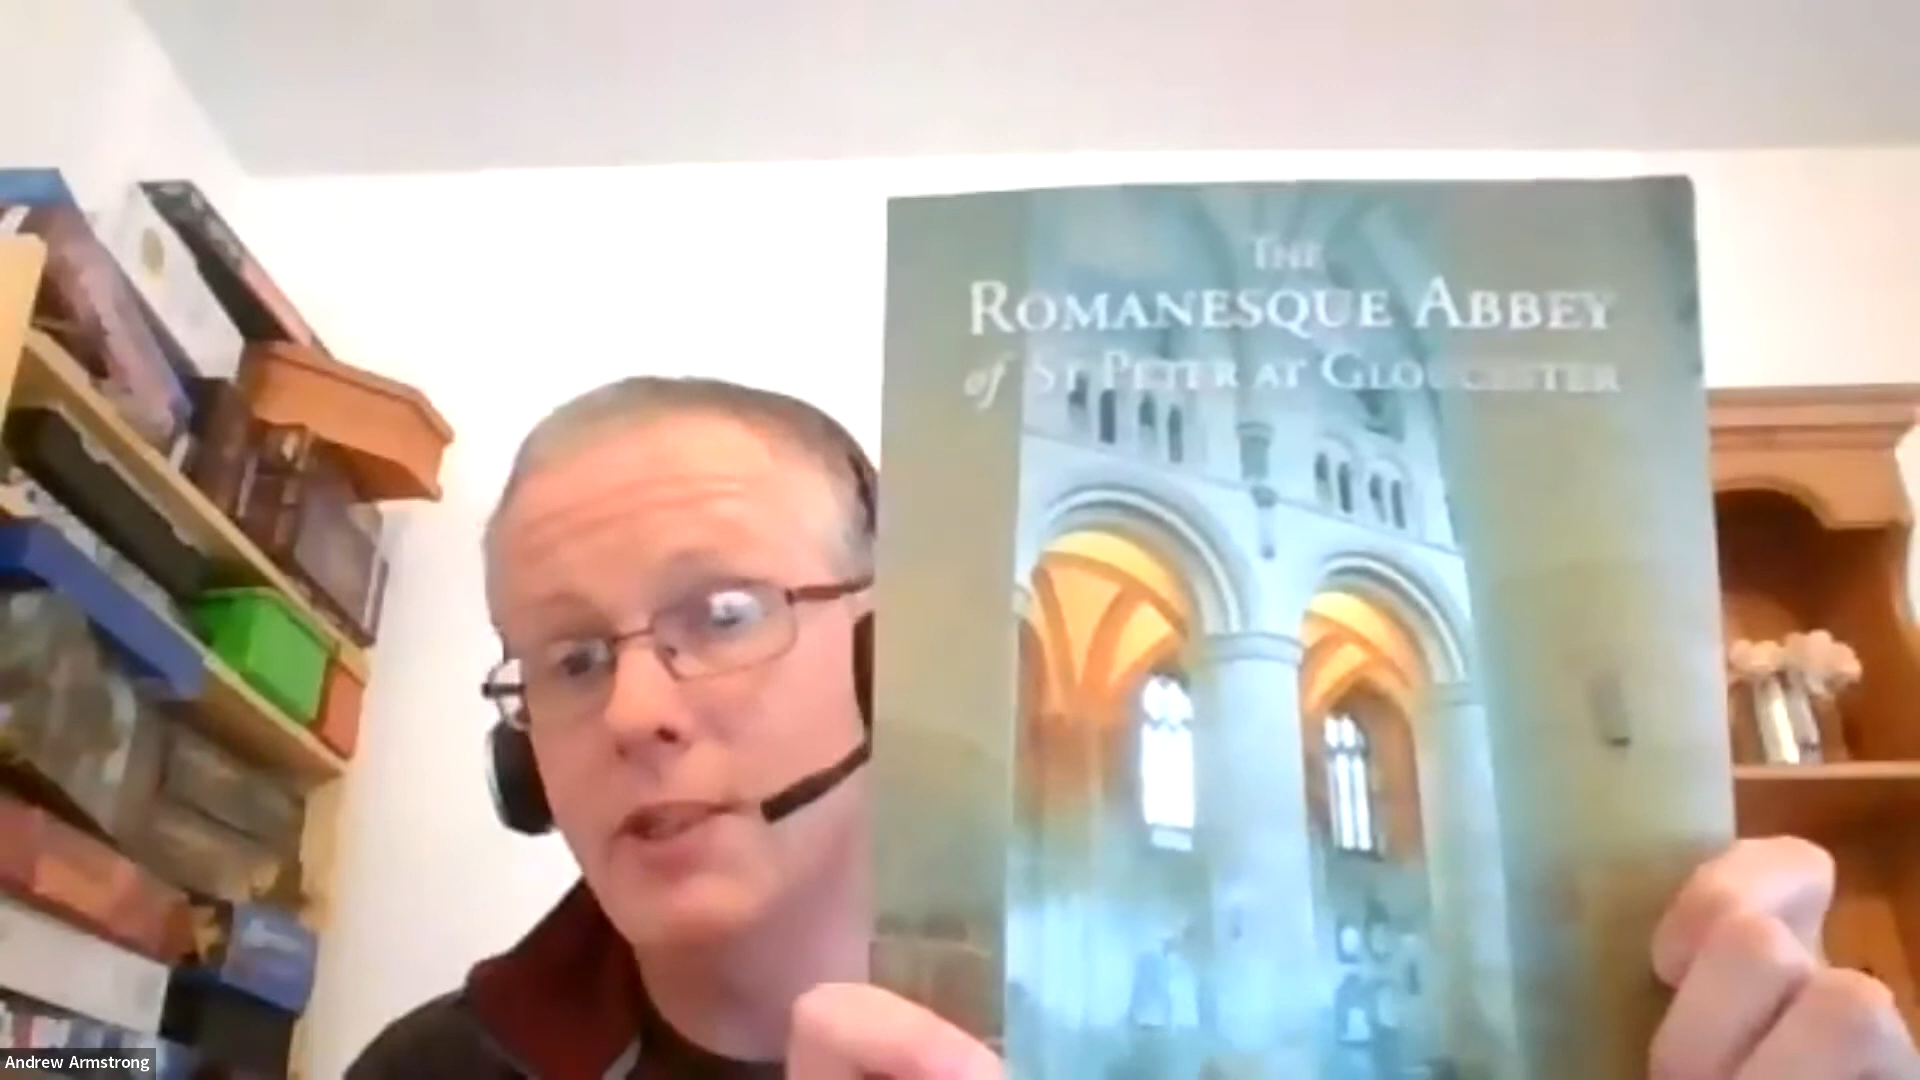 THE
ROMANESQUE ABBEY
of ST PETER AT GLOUCESTER
Andrew Armstrong